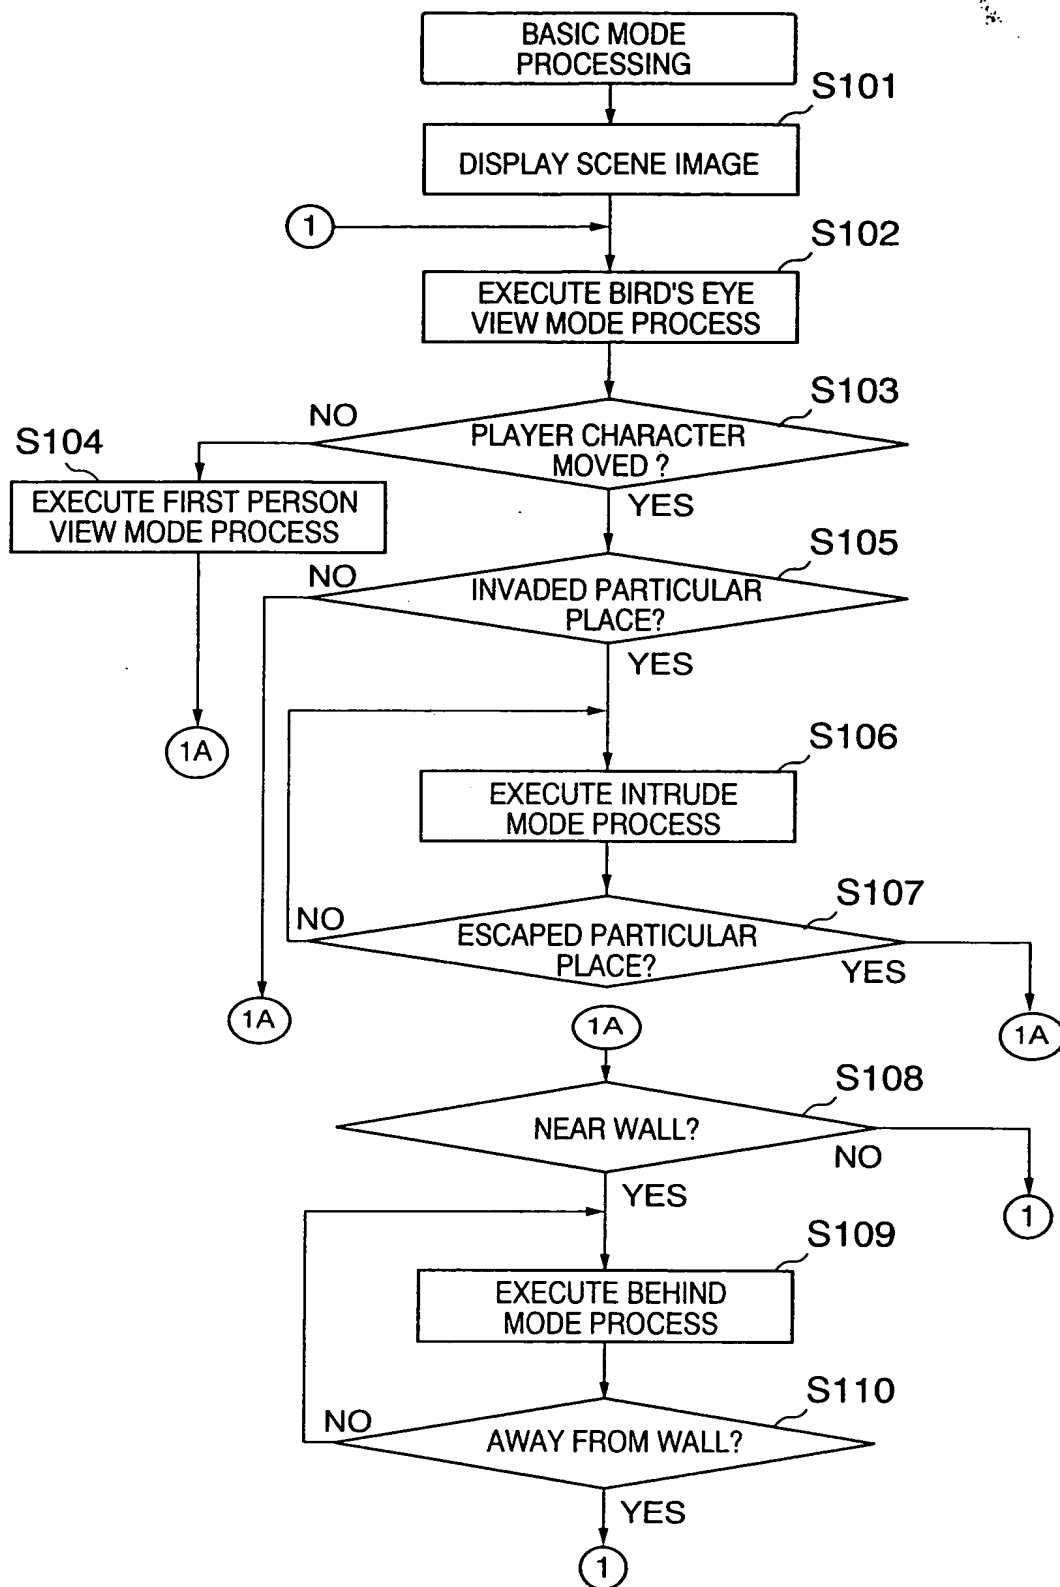 BASIC MODE
PROCESSING
S101
DISPLAY SCENE IMAGE
1
S102
EXECUTE BIRD'S EYE
VIEW MODE PROCESS
S103
NO
PLAYER CHARACTER
MOVED ?
YES
S104
EXECUTE FIRST PERSON
VIEW MODE PROCESS
1A
S105
NO
INVADED PARTICULAR
PLACE?
YES
1A
S106
EXECUTE INTRUDE
MODE PROCESS
S107
NO
ESCAPED PARTICULAR
PLACE?
YES
1A
1A
S108
NEAR WALL?
NO
1
YES
S109
EXECUTE BEHIND
MODE PROCESS
S110
NO
AWAY FROM WALL?
YES
1